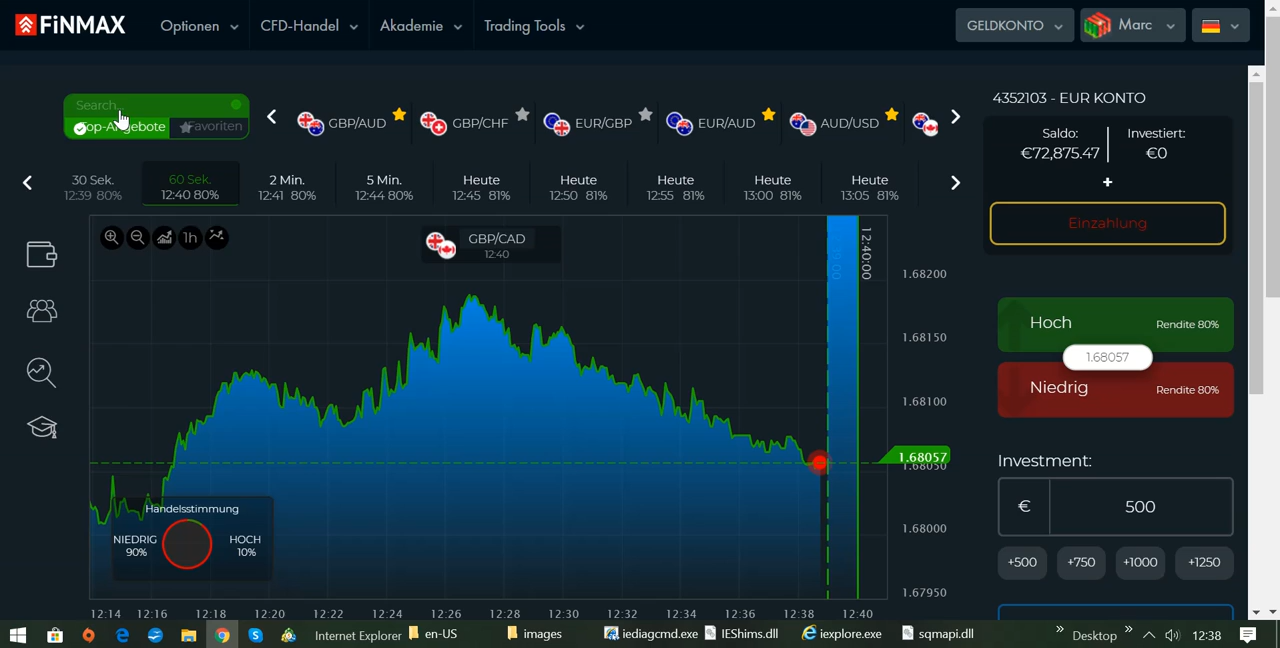 FiNMAX Optionen CFD-Handel Akademie Trading Tools GELDKONTO Marc
Search...
Top-Angebote Favoriten
GBP/AUD GBP/CHF EUR/GBP EUR/AUD AUD/USD
4352103 - EUR KONTO
Saldo: Investiert:
€72,875.47 €0
+
Einzahlung
30 Sek. 60 Sek. 2 Min. 5 Min. Heute Heute Heute Heute Heute
12:39 80% 12:40 80% 12:41 80% 12:44 80% 12:45 81% 12:50 81% 12:55 81% 13:00 81% 13:05 81%
1h
GBP/CAD
12:40
12:40:00
1.68200
1.68150
1.68100
1.68057
1.68050
1.68000
1.67950
Handelsstimmung
NIEDRIG HOCH
90% 10%
12:14 12:16 12:18 12:20 12:22 12:24 12:26 12:28 12:30 12:32 12:34 12:36 12:38 12:40
Hoch Rendite 80%
1.68057
Niedrig Rendite 80%
Investment:
€ 500
+500 +750 +1000 +1250
Internet Explorer en-US images iediagcmd.exe IEShims.dll iexplore.exe sqmapi.dll » Desktop » 12:38